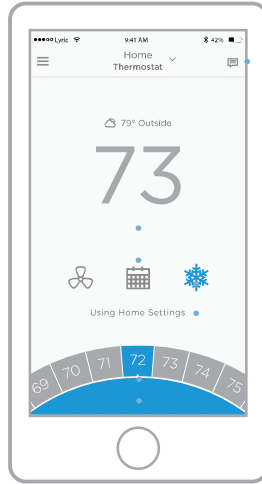 Lyric 9:41 AM 42%
Home
Thermostat
79° Outside
73
Using Home Settings
69 70 71 72 73 74 75